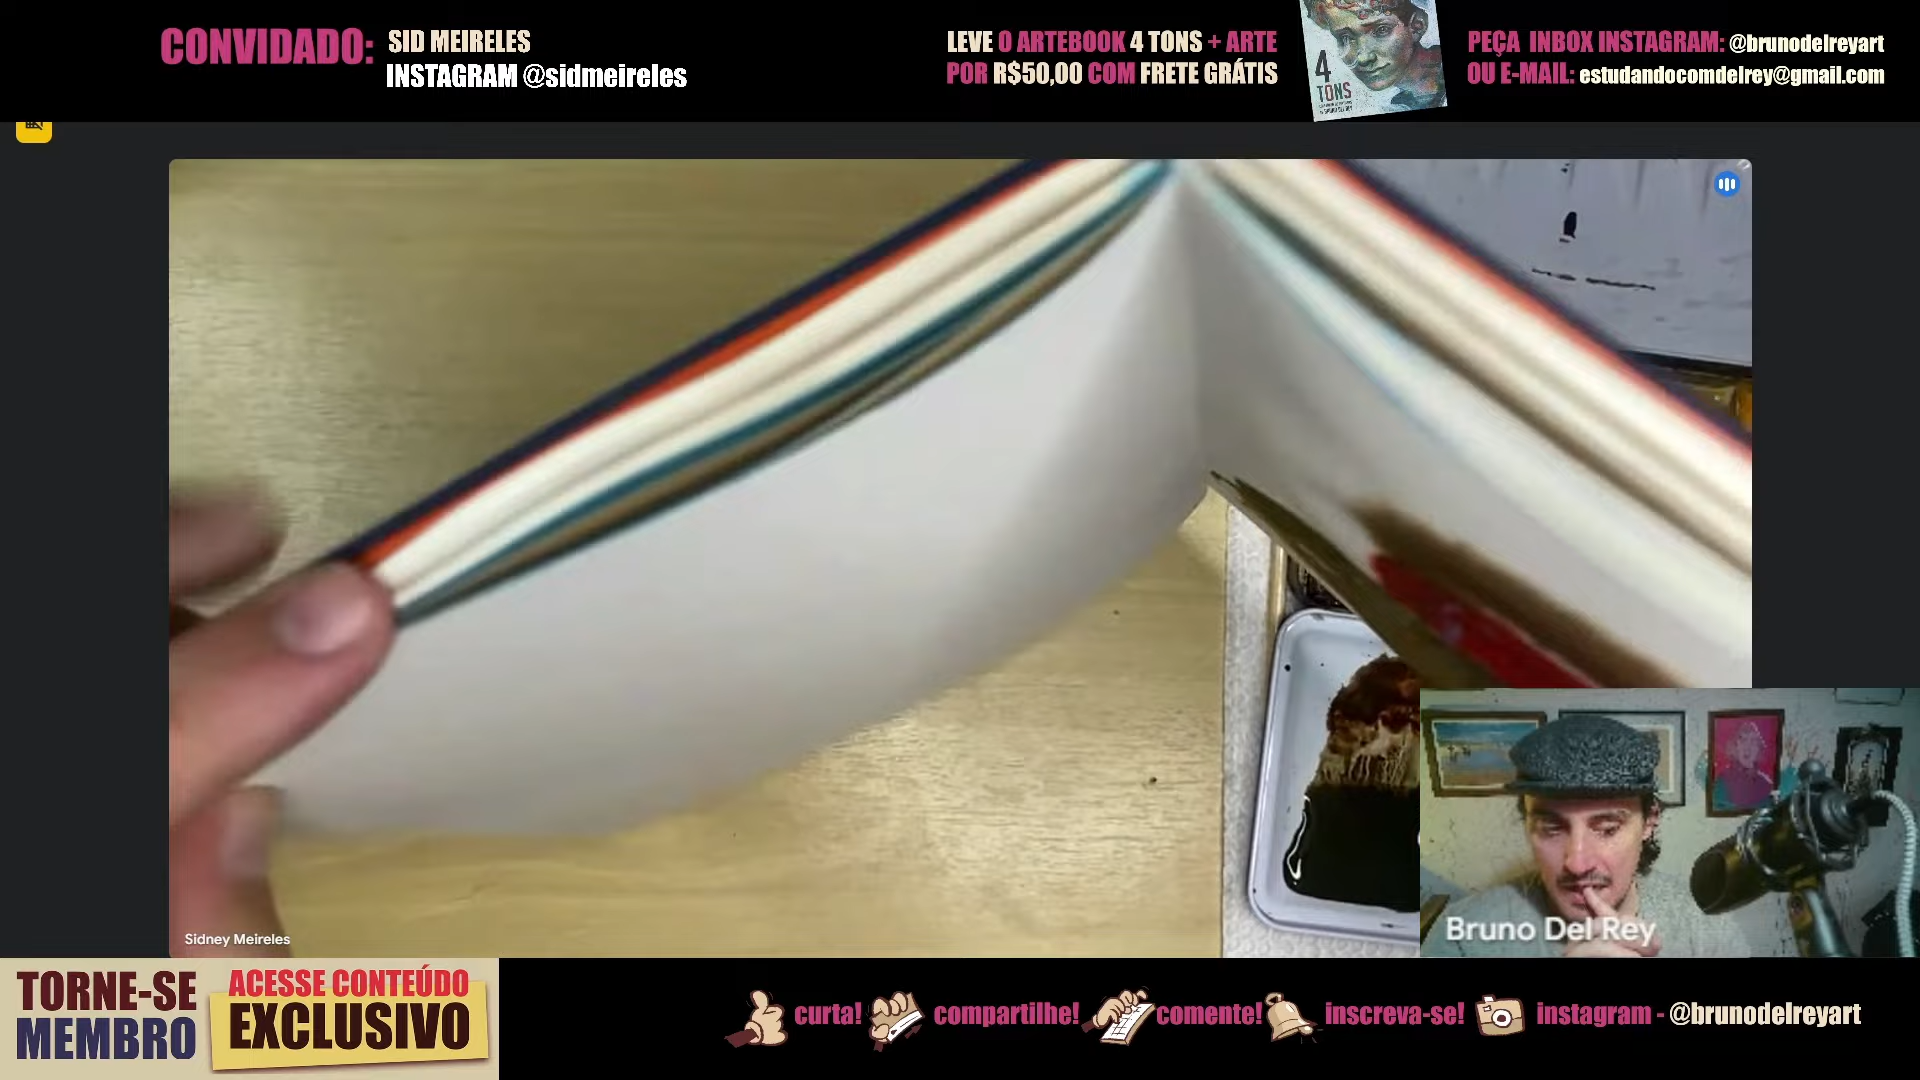 CONVIDADO: SID MEIRELES
INSTAGRAM @sidmeireles
LEVE O ARTEBOOK 4 TONS + ARTE
POR R$50,00 COM FRETE GRÁTIS
4
TONS
PEÇA INBOX INSTAGRAM: @brunodelreyart
OU E-MAIL: estudandocomdelrey@gmail.com
Sidney Meireles
Bruno Del Rey
TORNE-SE
MEMBRO
ACESSE CONTEÚDO
EXCLUSIVO
curta! compartilhe! comente! inscreva-se! instagram - @brunodelreyart